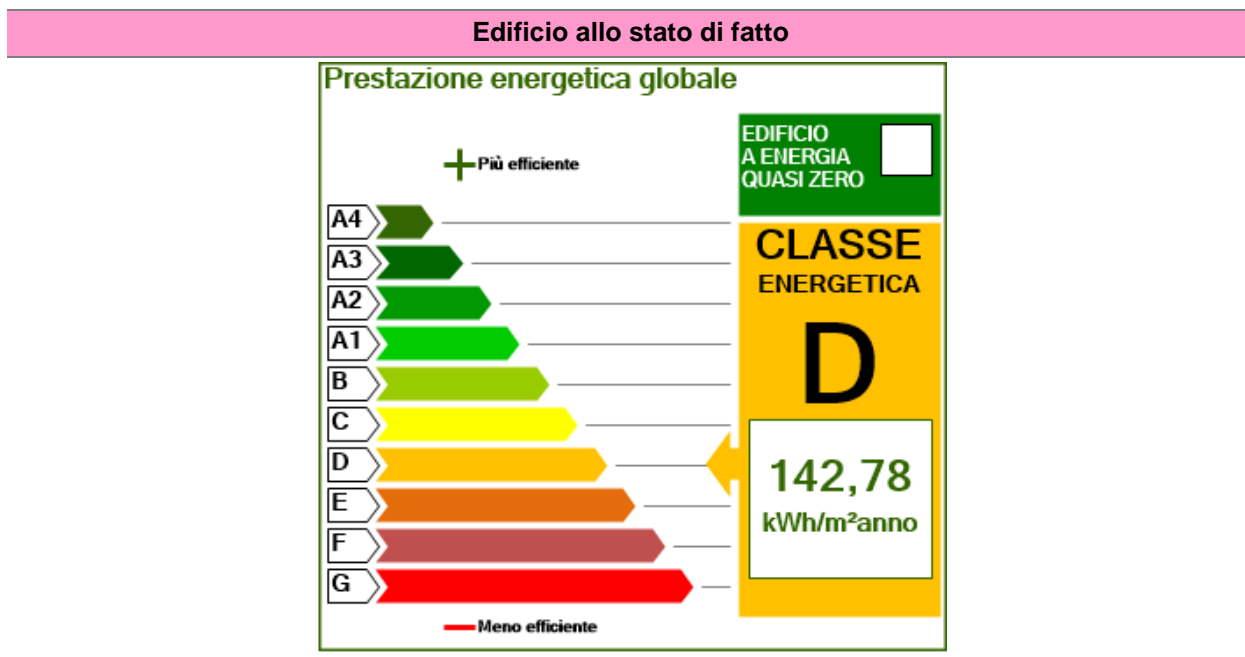 Edificio allo stato di fatto
Prestazione energetica globale
Più efficiente
EDIFICIO
A ENERGIA
QUASI ZERO
A4
A3
A2
A1
B
C
D
E
F
G
CLASSE
ENERGETICA
D
142,78
kWh/m²anno
Meno efficiente